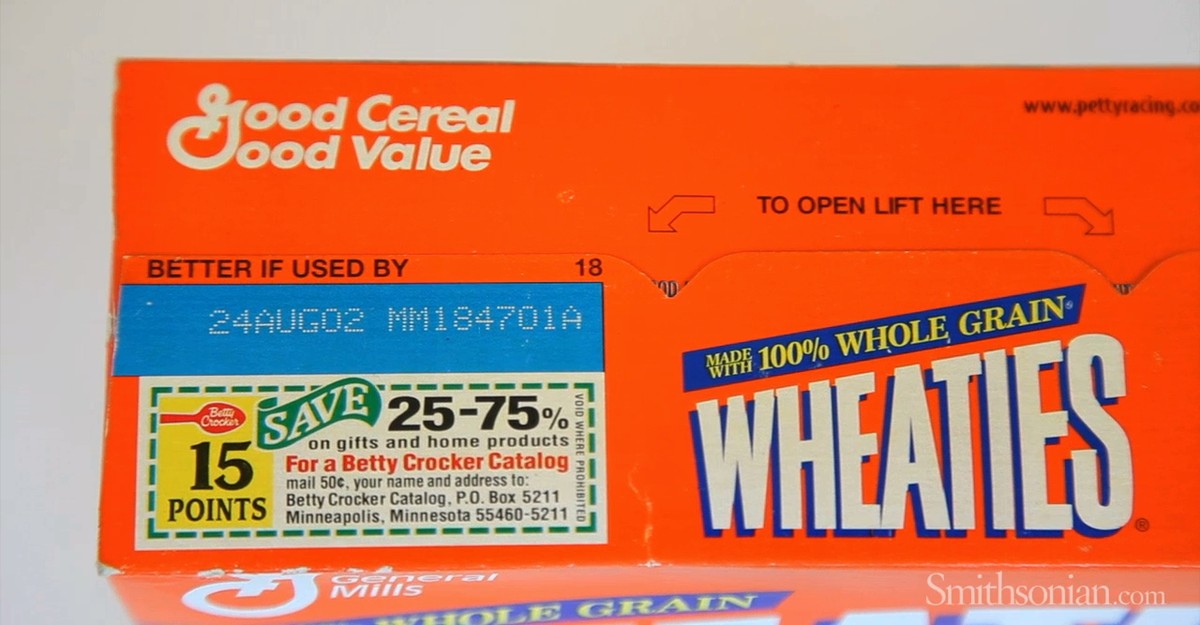 Good Cereal
Good Value
www.pettyracing.co
TO OPEN LIFT HERE
BETTER IF USED BY 18
24AUG02 MM184701A
MADE WITH 100% WHOLE GRAIN®
WHEATIES®
Betty Crocker
15
POINTS
SAVE 25-75%
on gifts and home products
For a Betty Crocker Catalog
mail 50¢, your name and address to:
Betty Crocker Catalog, P.O. Box 5211
Minneapolis, Minnesota 55460-5211
VOID WHERE PROHIBITED
General
Mills
WHOLE GRAIN
Smithsonian.com